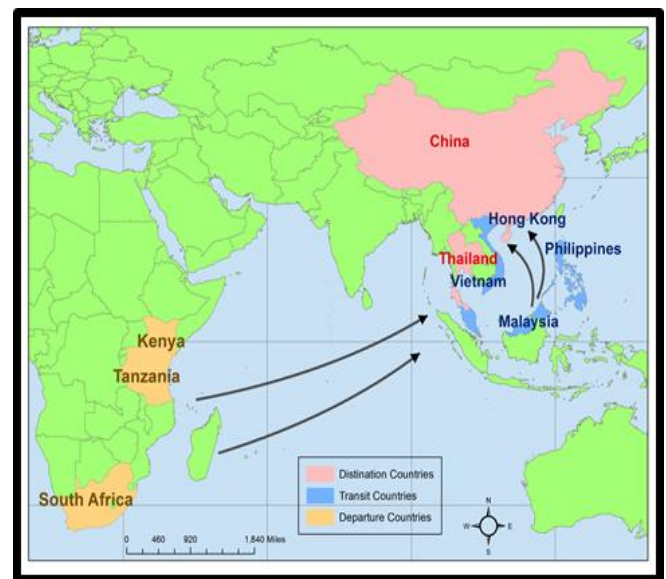 China
Hong Kong
Philippines
Thailand
Vietnam
Malaysia
Kenya
Tanzania
South Africa
Distination Countries
Transit Countries
Departure Countries
N
W E
S
0 460 920 1,840 Miles